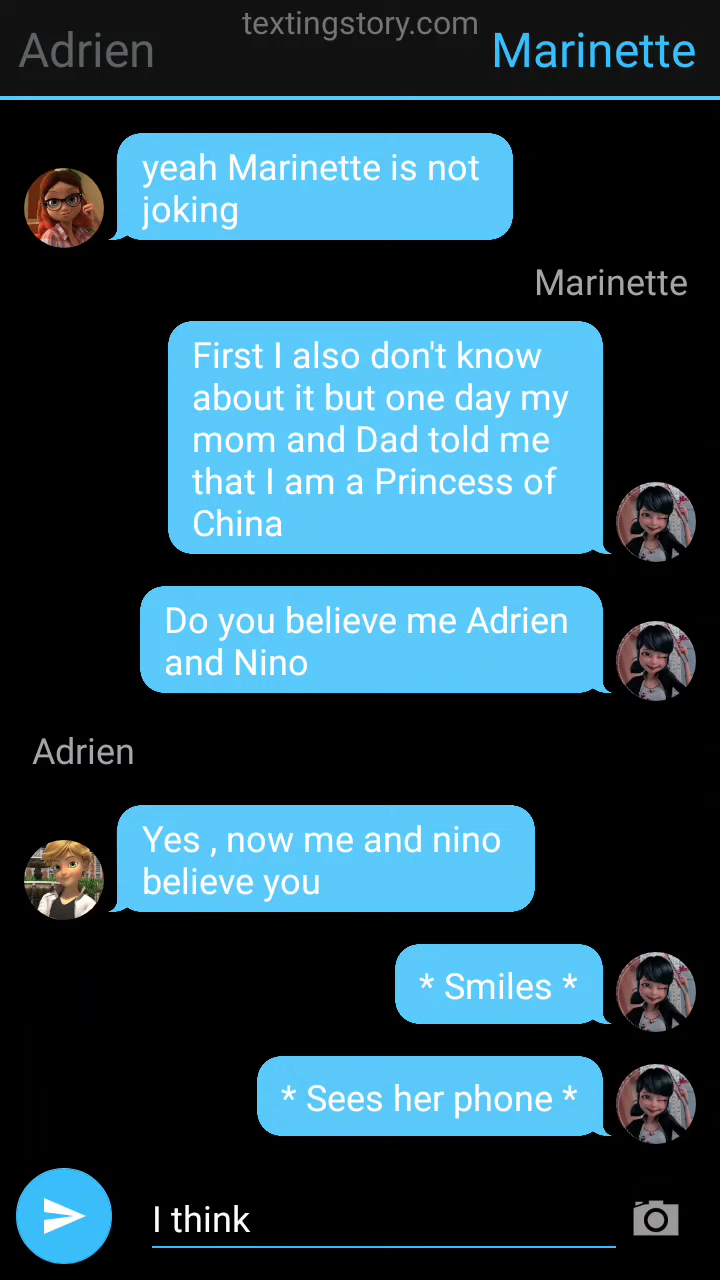 textingstory.com
Adrien
Marinette
yeah Marinette is not
joking
Marinette
First I also don't know
about it but one day my
mom and Dad told me
that I am a Princess of
China
Do you believe me Adrien
and Nino
Adrien
Yes , now me and nino
believe you
* Smiles *
* Sees her phone *
I think